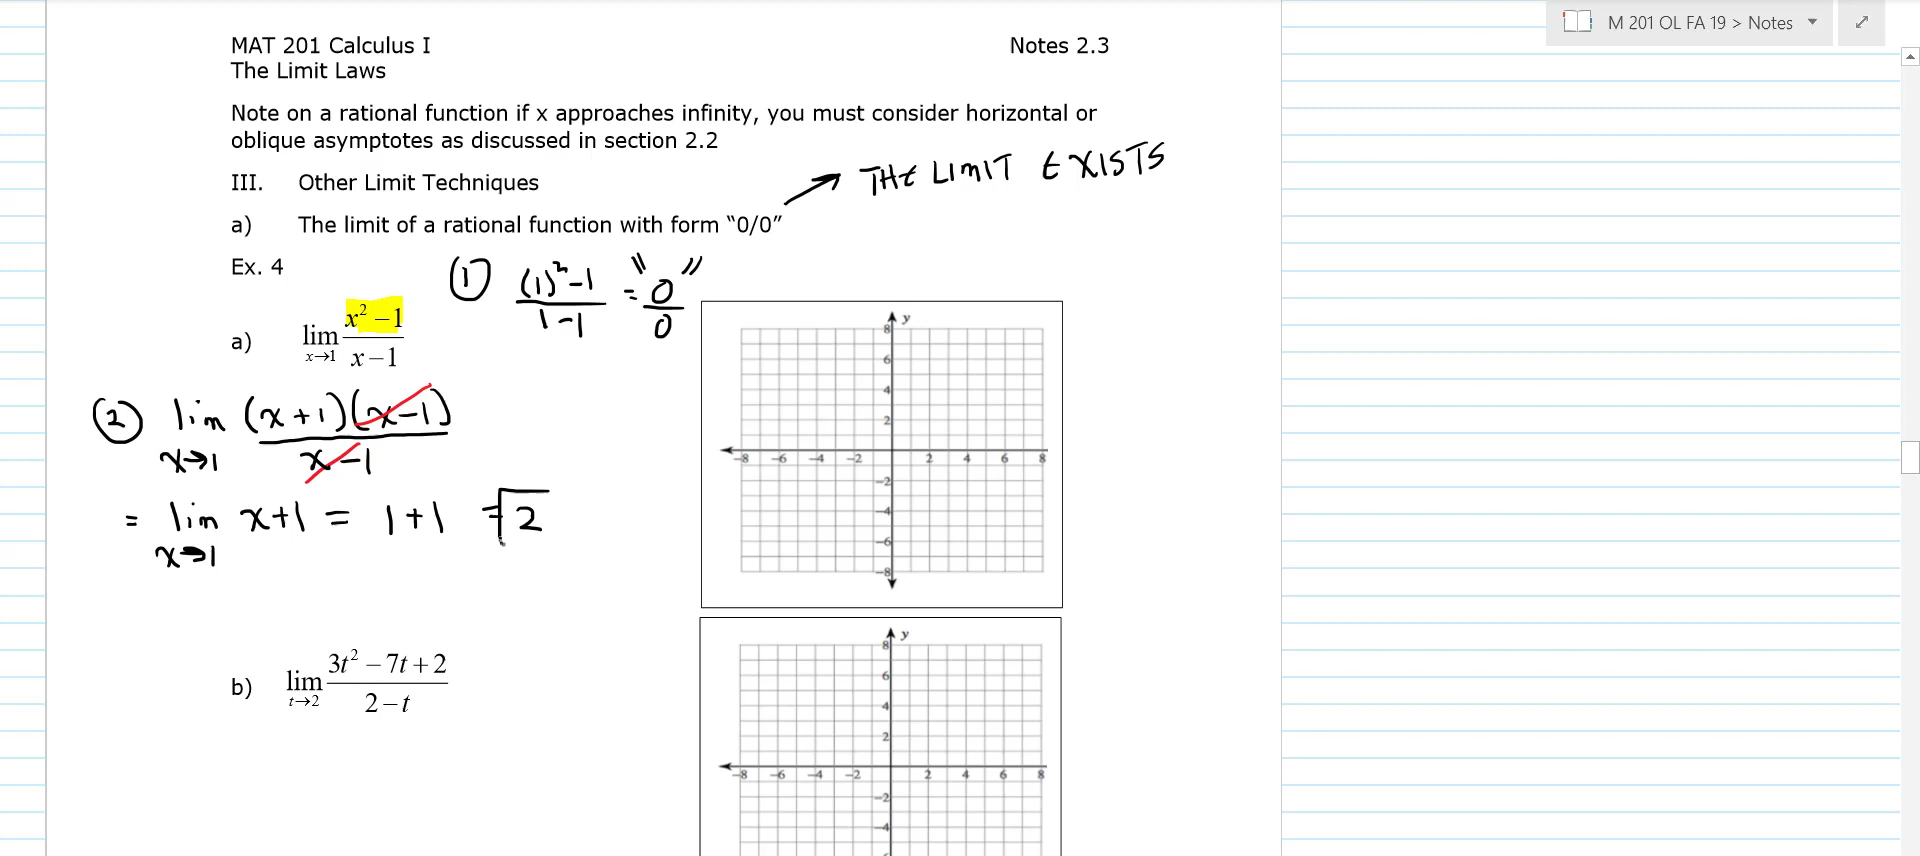 M 201 OL FA 19 > Notes
MAT 201 Calculus I Notes 2.3
The Limit Laws
Note on a rational function if x approaches infinity, you must consider horizontal or
oblique asymptotes as discussed in section 2.2
THE LIMIT EXISTS
III. Other Limit Techniques
a) The limit of a rational function with form “0/0”
Ex. 4
① (1)²-1 = "0"
1-1 0
a) lim x² – 1
x→1 x – 1
② lim (x+1)(x-1)
x→1 x-1
= lim x+1 = 1+1 = 2
x→1
y
8
6
4
2
-8 -6 -4 -2 2 4 6 8
-2
-4
-6
-8
b) lim 3t² – 7t + 2
t→2 2 – t
y
8
6
4
2
-8 -6 -4 -2 2 4 6 8
-2
-4